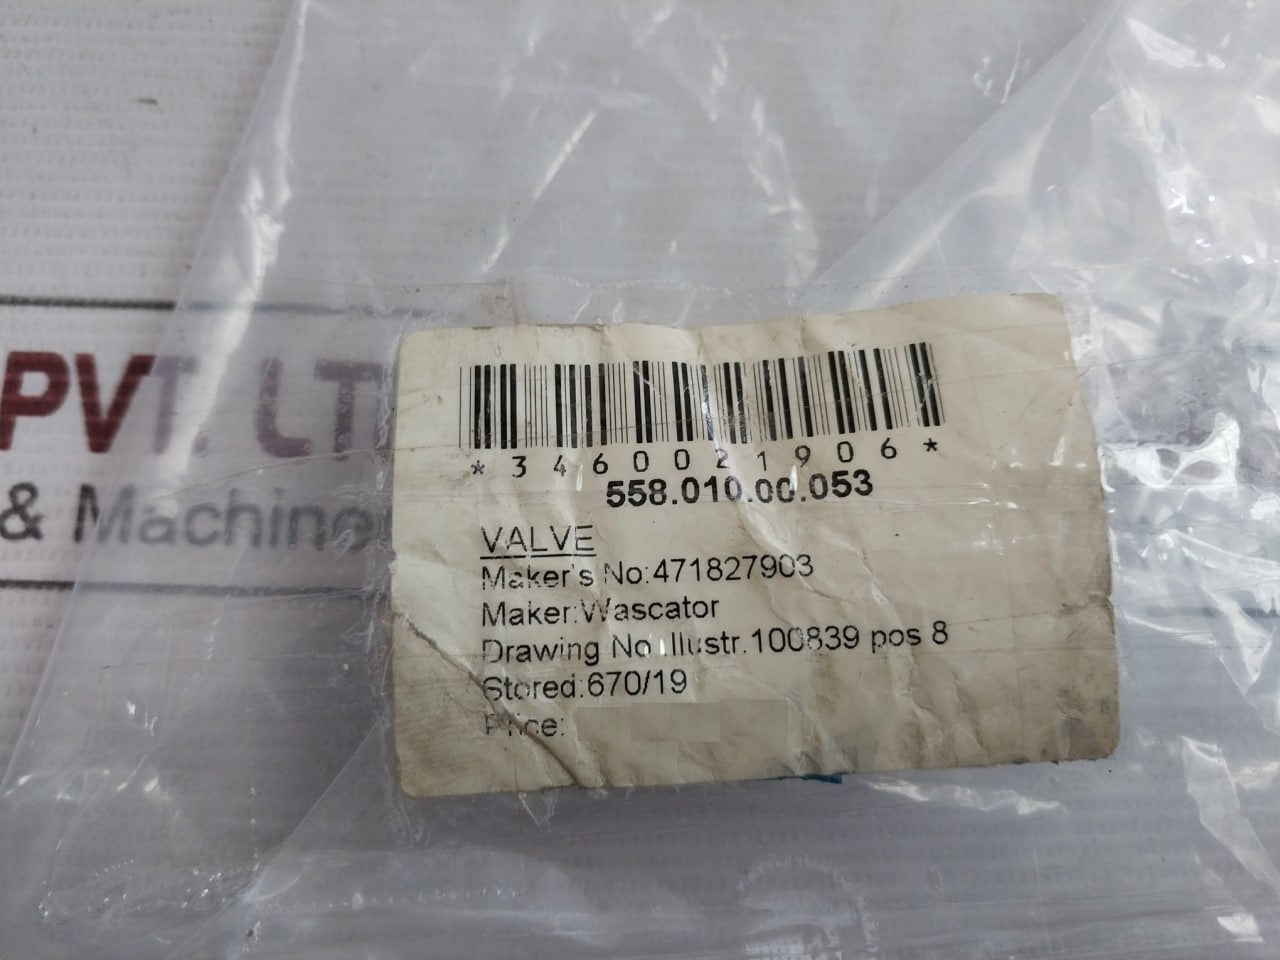 PVT. LT
& Machine
*3460021906*
558.010.00.053
VALVE
Maker's No:471827903
Maker:Wascator
Drawing No:Illustr.100839 pos 8
Stored:670/19
Price: